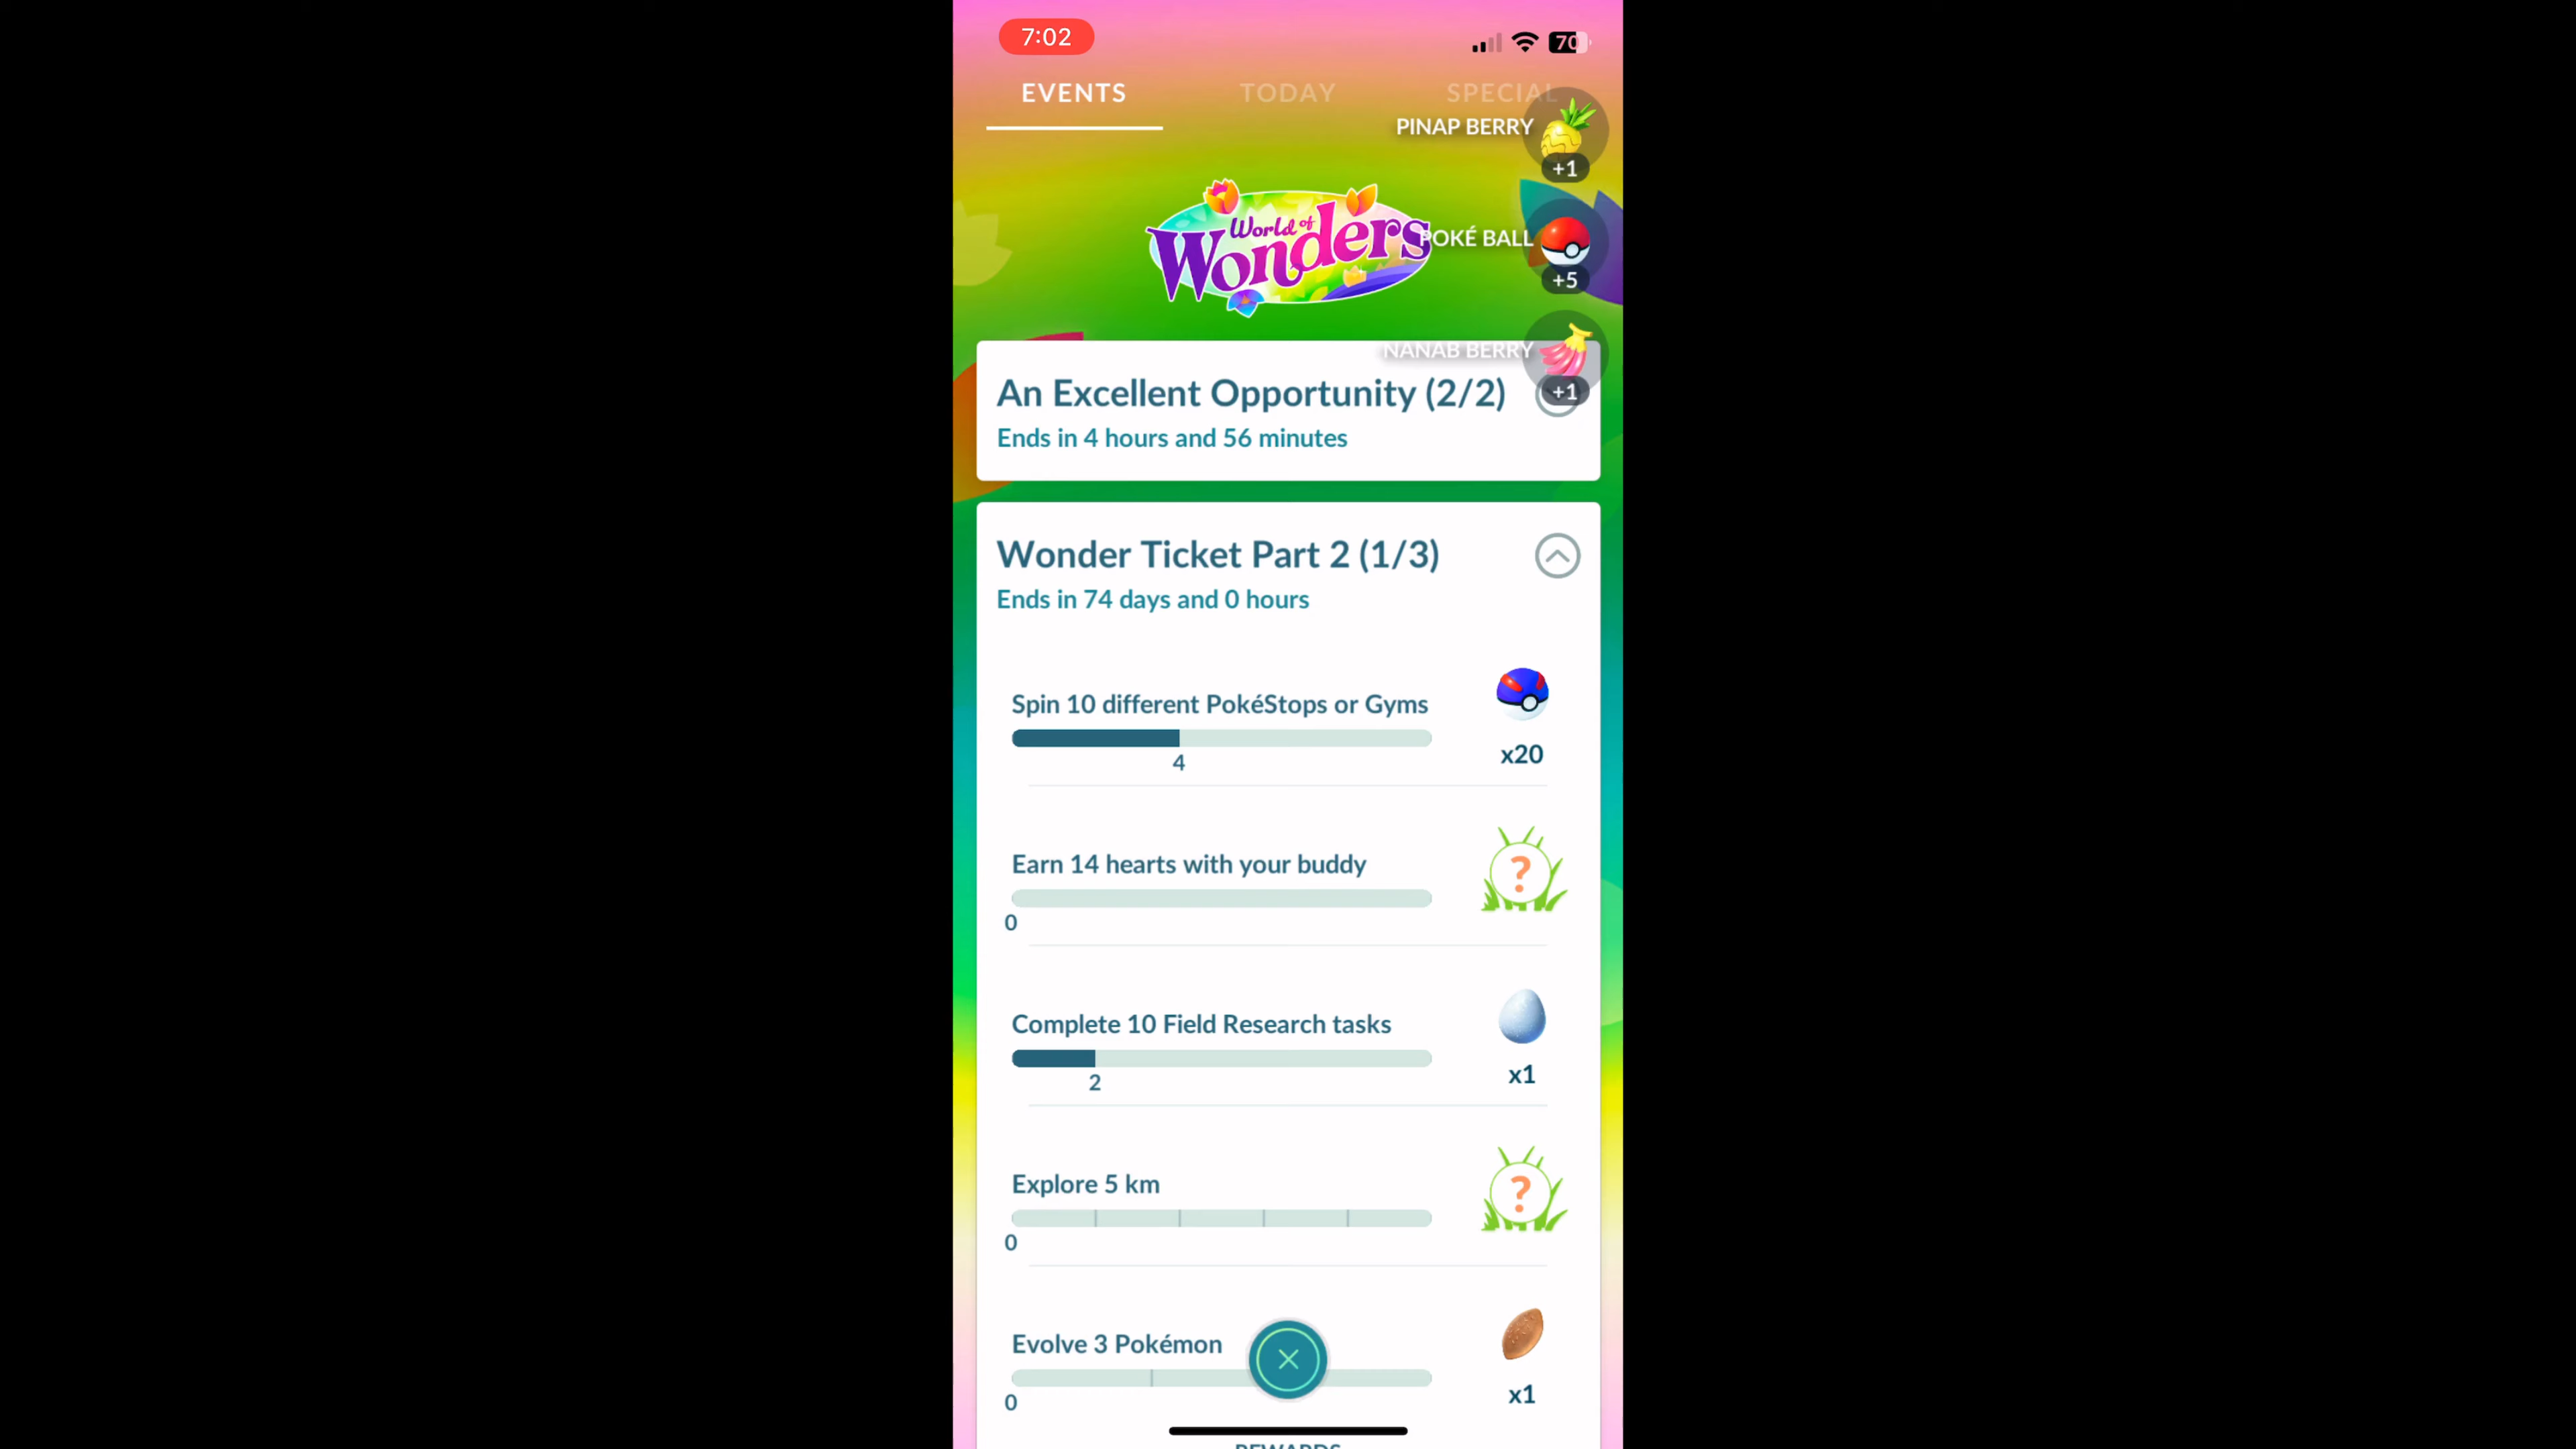 7:02
70
EVENTS
TODAY
SPECIAL
PINAP BERRY
+1
World of
Wonders
POKÉ BALL
+5
NANAB BERRY
+1
An Excellent Opportunity (2/2)
Ends in 4 hours and 56 minutes
Wonder Ticket Part 2 (1/3)
Ends in 74 days and 0 hours
Spin 10 different PokéStops or Gyms
4
x20
Earn 14 hearts with your buddy
?
0
Complete 10 Field Research tasks
2
x1
Explore 5 km
?
0
Evolve 3 Pokémon
0
x1
REWARDS